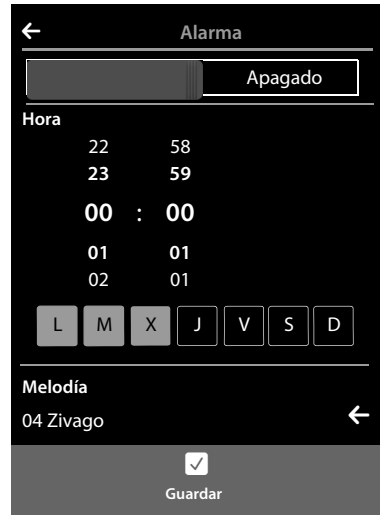 Alarma
Apagado
Hora
22 58
23 59
00 : 00
01 01
02 01
L M X J V S D
Melodía
04 Zivago
Guardar